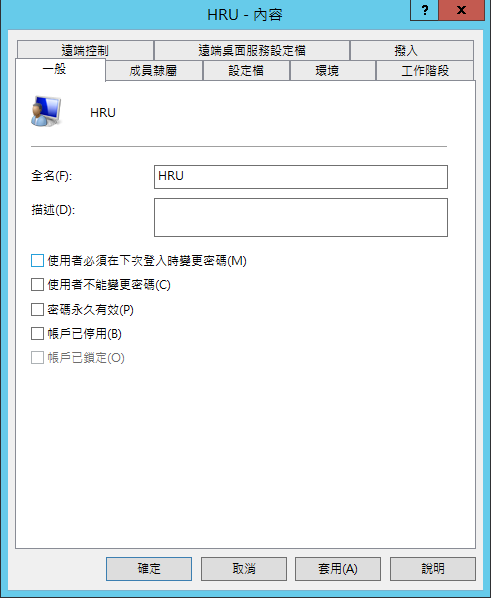 HRU - 內容
? x
遠端控制 遠端桌面服務設定檔 撥入
一般 成員隸屬 設定檔 環境 工作階段
HRU
全名(F): HRU
描述(D):
使用者必須在下次登入時變更密碼(M)
使用者不能變更密碼(C)
密碼永久有效(P)
帳戶已停用(B)
帳戶已鎖定(O)
確定 取消 套用(A) 說明